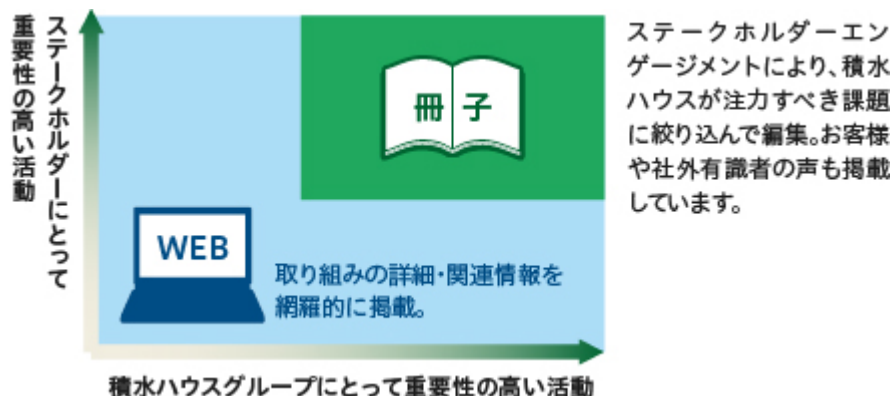 ステークホルダーにとって
重要性の高い活動
冊子
ステークホルダーエン
ゲージメントにより、積水
ハウスが注力すべき課題
に絞り込んで編集。お客様
や社外有識者の声も掲載
しています。
WEB
取り組みの詳細・関連情報を
網羅的に掲載。
積水ハウスグループにとって重要性の高い活動